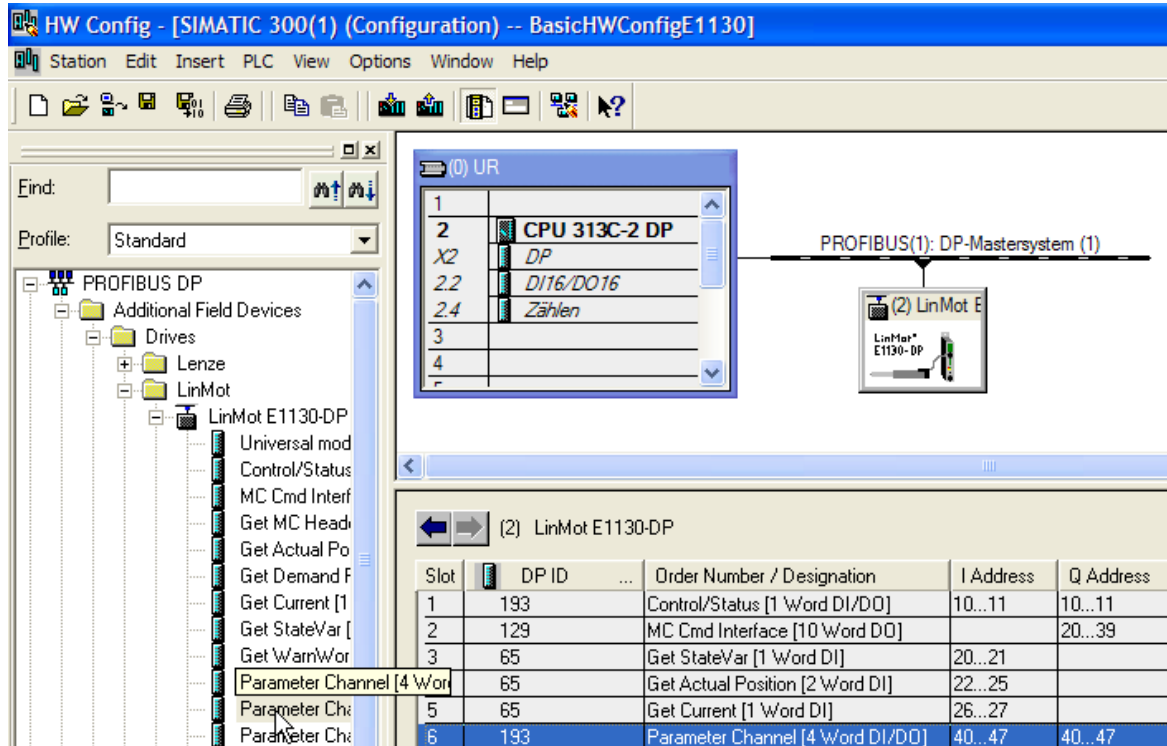 HW Config - [SIMATIC 300(1) (Configuration) -- BasicHWConfigE1130]
Station Edit Insert PLC View Options Window Help
Find:
Profile: Standard
PROFIBUS DP
Additional Field Devices
Drives
Lenze
LinMot
LinMot E1130-DP
Universal mod
Control/Status
MC Cmd Interf
Get MC Head
Get Actual Po
Get Demand
Get Current [1
Get StateVar [
Get WarnWor
Parameter Channel [4 Wor
Parameter Cha
Parameter Cha
(0) UR
1
2 CPU 313C-2 DP
X2 DP
2.2 DI16/DO16
2.4 Zählen
3
4
PROFIBUS(1): DP-Mastersystem (1)
(2) LinMot E
LinMot®
E1130-DP
(2) LinMot E1130-DP
Slot DP ID ... Order Number / Designation I Address Q Address
1 193 Control/Status [1 Word DI/DO] 10...11 10...11
2 129 MC Cmd Interface [10 Word DO] 20...39
3 65 Get StateVar [1 Word DI] 20...21
65 Get Actual Position [2 Word DI] 22...25
5 65 Get Current [1 Word DI] 26...27
6 193 Parameter Channel [4 Word DI/DO] 40...47 40...47